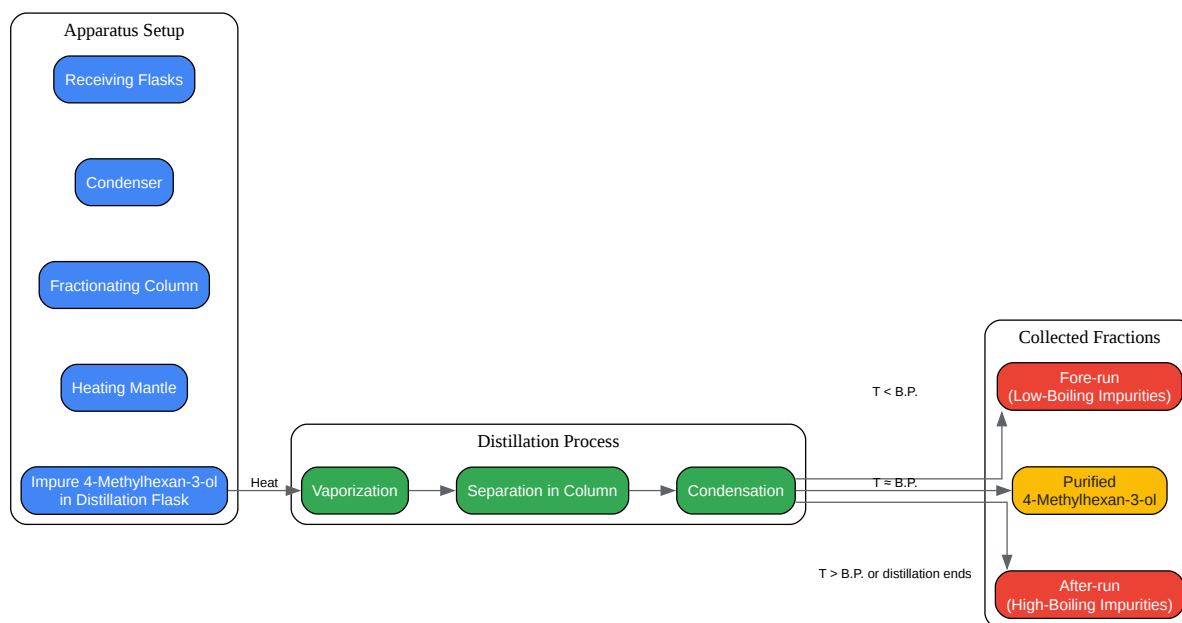 Apparatus Setup
Receiving Flasks
Condenser
Fractionating Column
Heating Mantle
Impure 4-Methylhexan-3-ol
in Distillation Flask
Heat
Distillation Process
Vaporization
Separation in Column
Condensation
T < B.P.
T ≈ B.P.
T > B.P. or distillation ends
Collected Fractions
Fore-run
(Low-Boiling Impurities)
Purified
4-Methylhexan-3-ol
After-run
(High-Boiling Impurities)